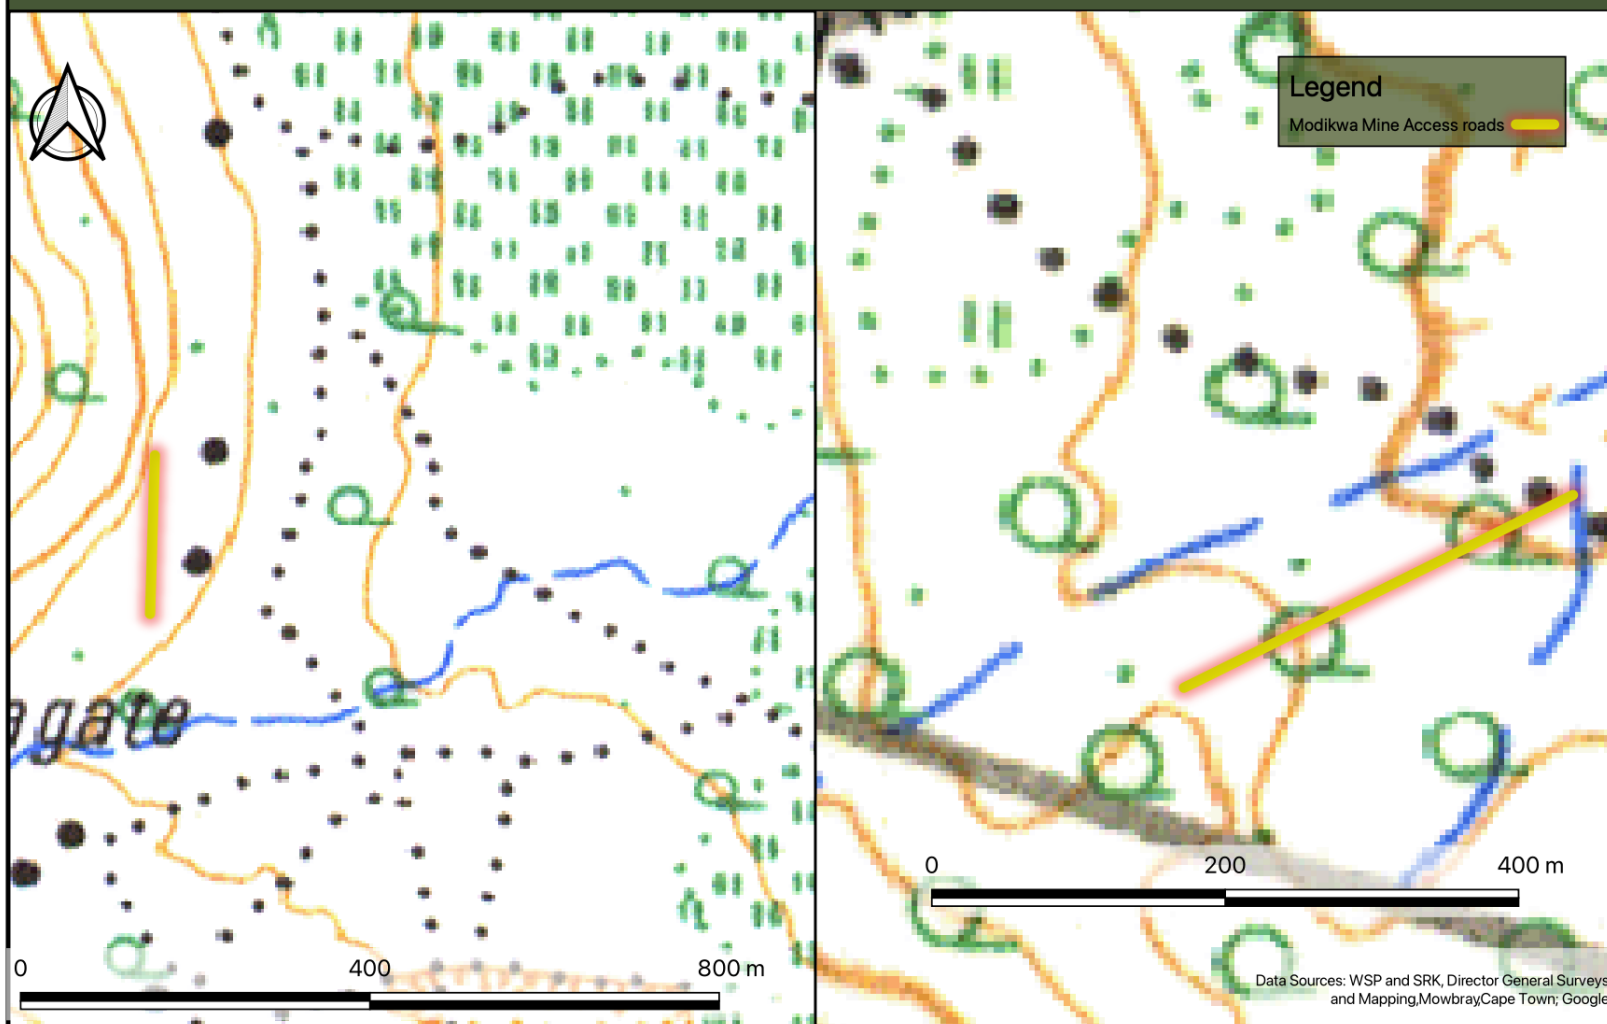 Legend
Modikwa Mine Access roads
agate
0 400 800 m
0 200 400 m
Data Sources: WSP and SRK, Director General Surveys
and Mapping,Mowbray,Cape Town; Google